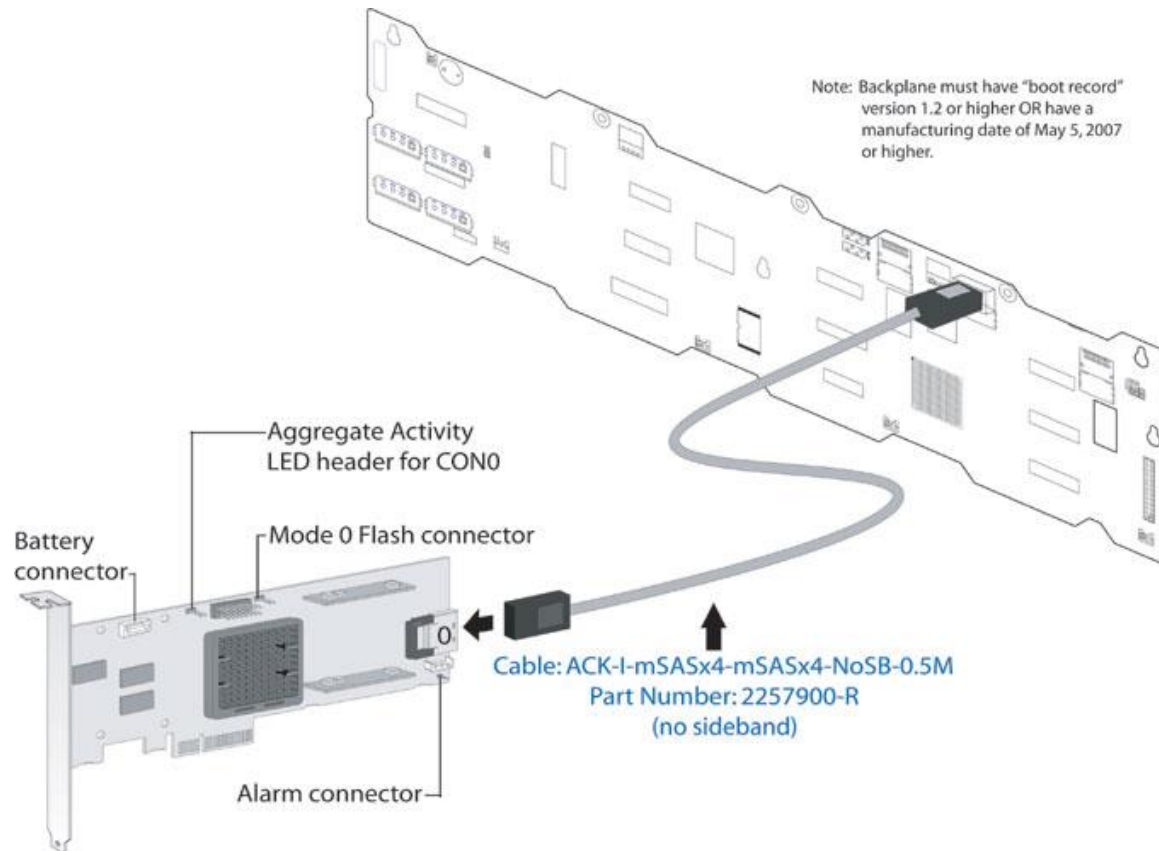 Note: Backplane must have “boot record”
version 1.2 or higher OR have a
manufacturing date of May 5, 2007
or higher.
Aggregate Activity
LED header for CON0
Mode 0 Flash connector
Battery
connector
0
Cable: ACK-I-mSASx4-mSASx4-NoSB-0.5M
Part Number: 2257900-R
(no sideband)
Alarm connector